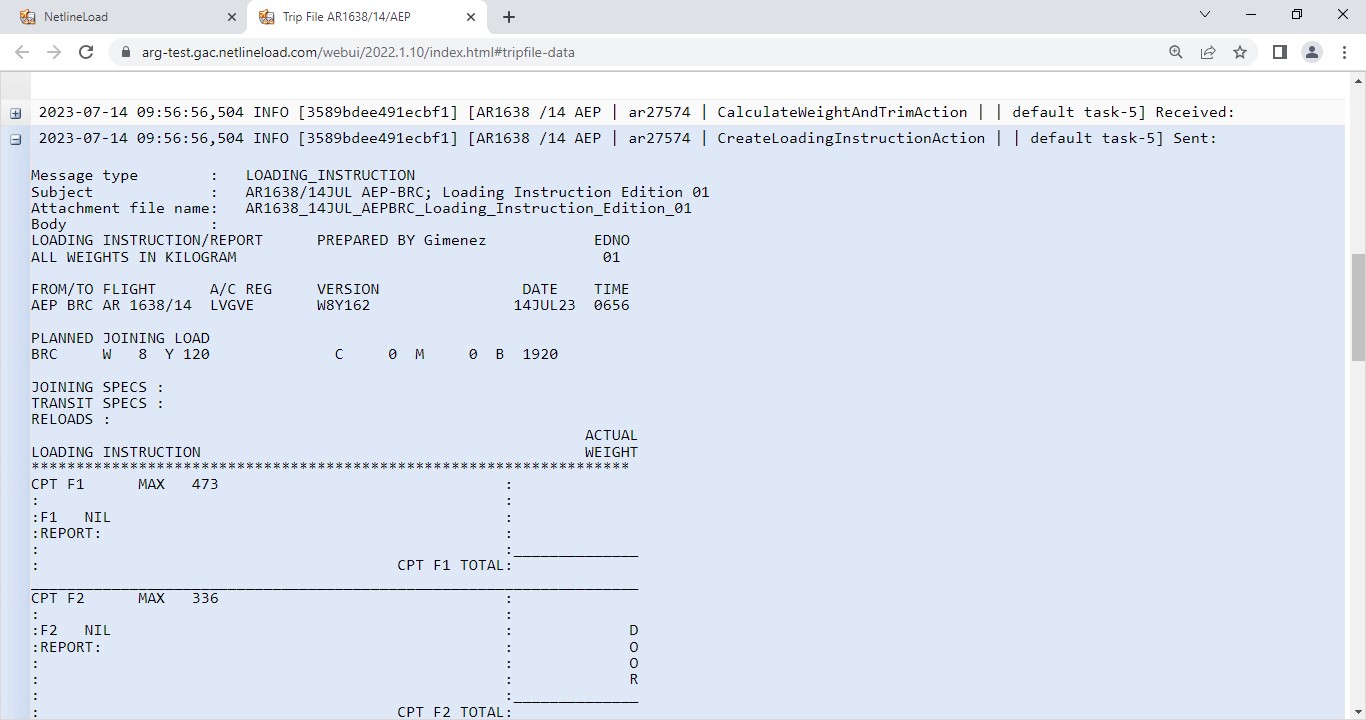 NetlineLoad
Trip File AR1638/14/AEP
arg-test.gac.netlineload.com/webui/2022.1.10/index.html#tripfile-data
2023-07-14 09:56:56,504 INFO [3589bdee491ecbf1] [AR1638 /14 AEP | ar27574 | CalculateWeightAndTrimAction | | default task-5] Received:
2023-07-14 09:56:56,504 INFO [3589bdee491ecbf1] [AR1638 /14 AEP | ar27574 | CreateLoadingInstructionAction | | default task-5] Sent:
Message type        :   LOADING_INSTRUCTION
Subject             :   AR1638/14JUL AEP-BRC; Loading Instruction Edition 01
Attachment file name:   AR1638_14JUL_AEPBRC_Loading_Instruction_Edition_01
Body                :
LOADING INSTRUCTION/REPORT      PREPARED BY Gimenez            EDNO
ALL WEIGHTS IN KILOGRAM                                         01
FROM/TO FLIGHT      A/C REG     VERSION                DATE    TIME
AEP BRC AR 1638/14  LVGVE       W8Y162                14JUL23  0656
PLANNED JOINING LOAD
BRC     W   8  Y 120              C     0  M     0  B  1920
JOINING SPECS :
TRANSIT SPECS :
RELOADS :
ACTUAL
LOADING INSTRUCTION                                           WEIGHT
*******************************************************************
CPT F1      MAX   473                                :
:                                                    :
:F1   NIL                                            :
:REPORT:                                             :
:                                                    :______________
:                                        CPT F1 TOTAL:
____________________________________________________________________
CPT F2      MAX   336                                :
:                                                    :
:F2   NIL                                            :             D
:REPORT:                                             :             O
:                                                    :             O
:                                                    :             R
:                                                    :______________
:                                        CPT F2 TOTAL: